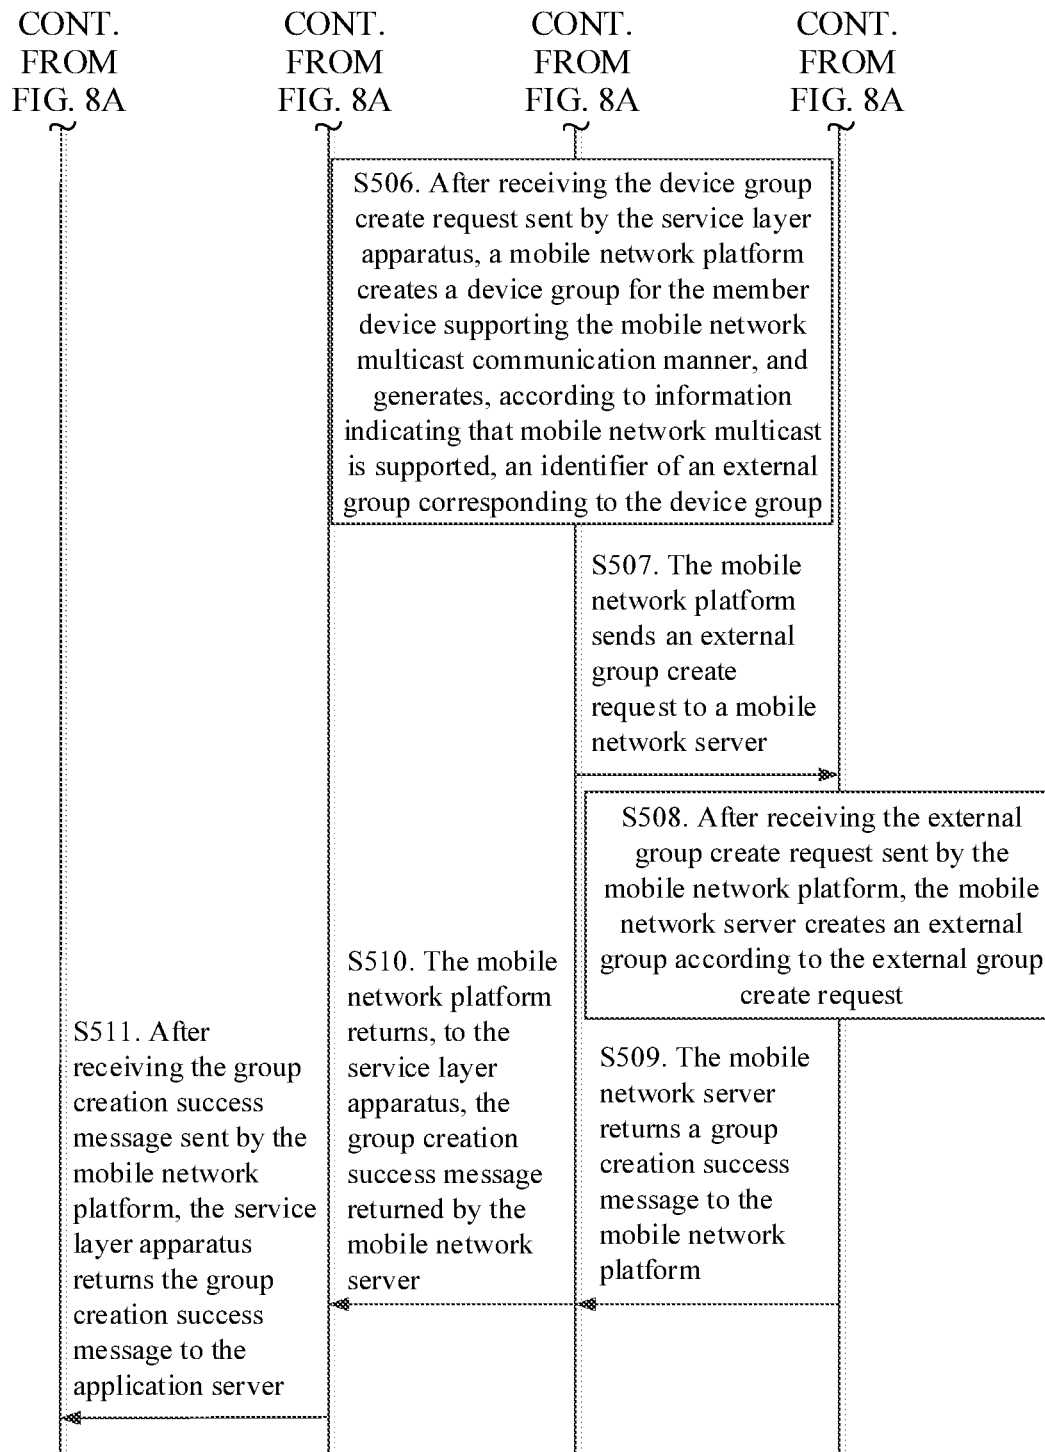 CONT.
FROM
FIG. 8A
CONT.
FROM
FIG. 8A
CONT.
FROM
FIG. 8A
CONT.
FROM
FIG. 8A
S506. After receiving the device group
create request sent by the service layer
apparatus, a mobile network platform
creates a device group for the member
device supporting the mobile network
multicast communication manner, and
generates, according to information
indicating that mobile network multicast
is supported, an identifier of an external
group corresponding to the device group
S507. The mobile
network platform
sends an external
group create
request to a mobile
network server
S508. After receiving the external
group create request sent by the
mobile network platform, the mobile
network server creates an external
group according to the external group
create request
S509. The mobile
network server
returns a group
creation success
message to the
mobile network
platform
S510. The mobile
network platform
returns, to the
service layer
apparatus, the
group creation
success message
returned by the
mobile network
server
S511. After
receiving the group
creation success
message sent by the
mobile network
platform, the service
layer apparatus
returns the group
creation success
message to the
application server